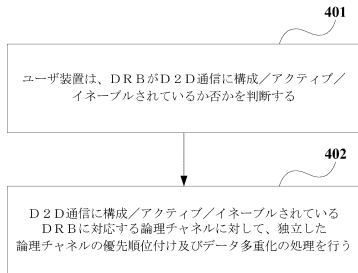 401
ユーザ装置は、DRBがD2D通信に構成／アクティブ／
イネーブルされているか否かを判断する
402
D2D通信に構成／アクティブ／イネーブルされている
DRBに対応する論理チャネルに対して、独立した
論理チャネルの優先順位付け及びデータ多重化の処理を行う